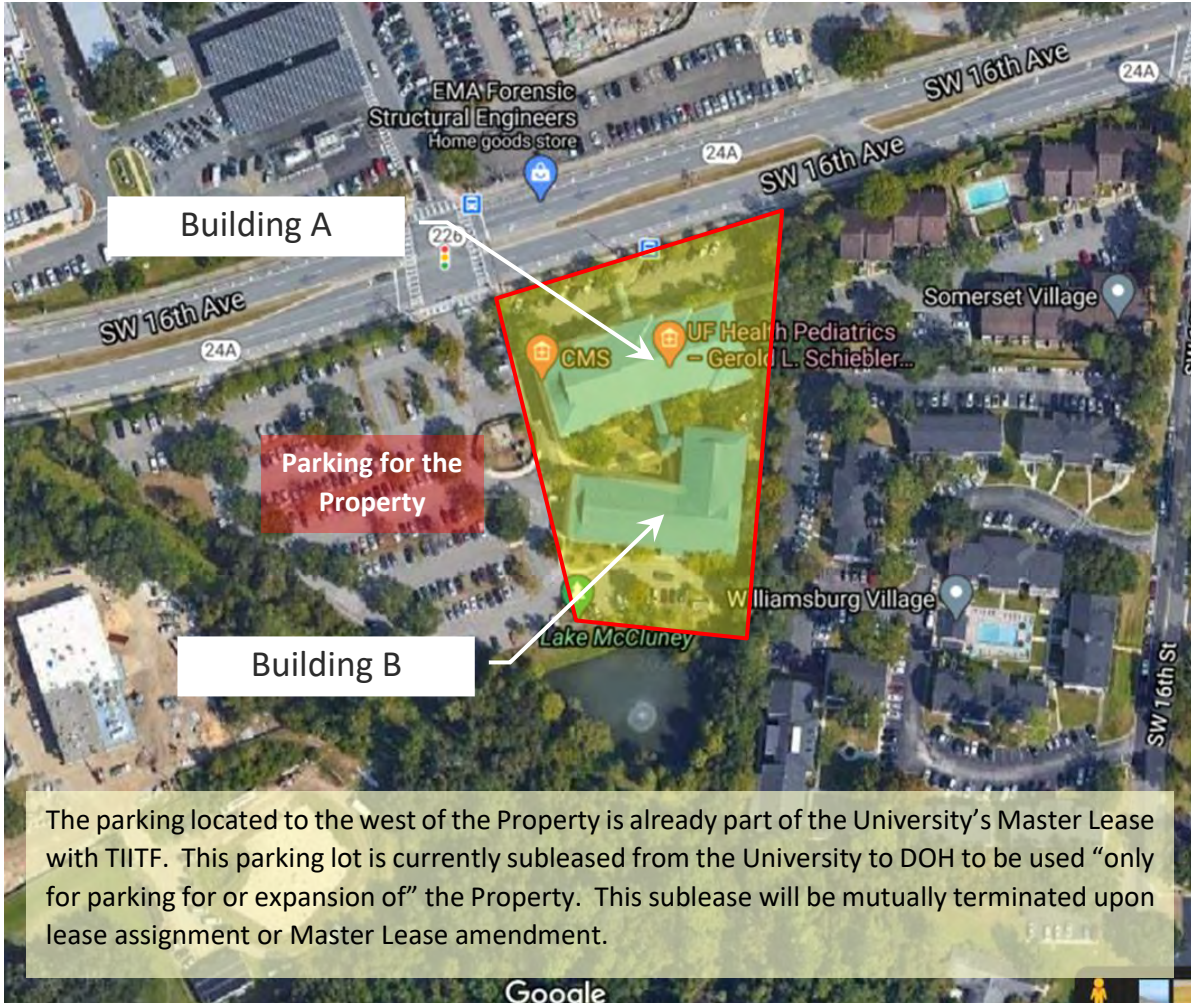 EMA Forensic
Structural Engineers
Home goods store
SW 16th Ave
24A
24A
SW 16th Ave
Building A
226
Somerset Village
UF Health Pediatrics
– Gerold L. Schiebler...
CMS
SW 16th Ave
24A
Parking for the
Property
Williamsburg Village
Lake McCluney
Building B
SW 16th St
The parking located to the west of the Property is already part of the University’s Master Lease
with TIITF. This parking lot is currently subleased from the University to DOH to be used “only
for parking for or expansion of” the Property. This sublease will be mutually terminated upon
lease assignment or Master Lease amendment.
Google